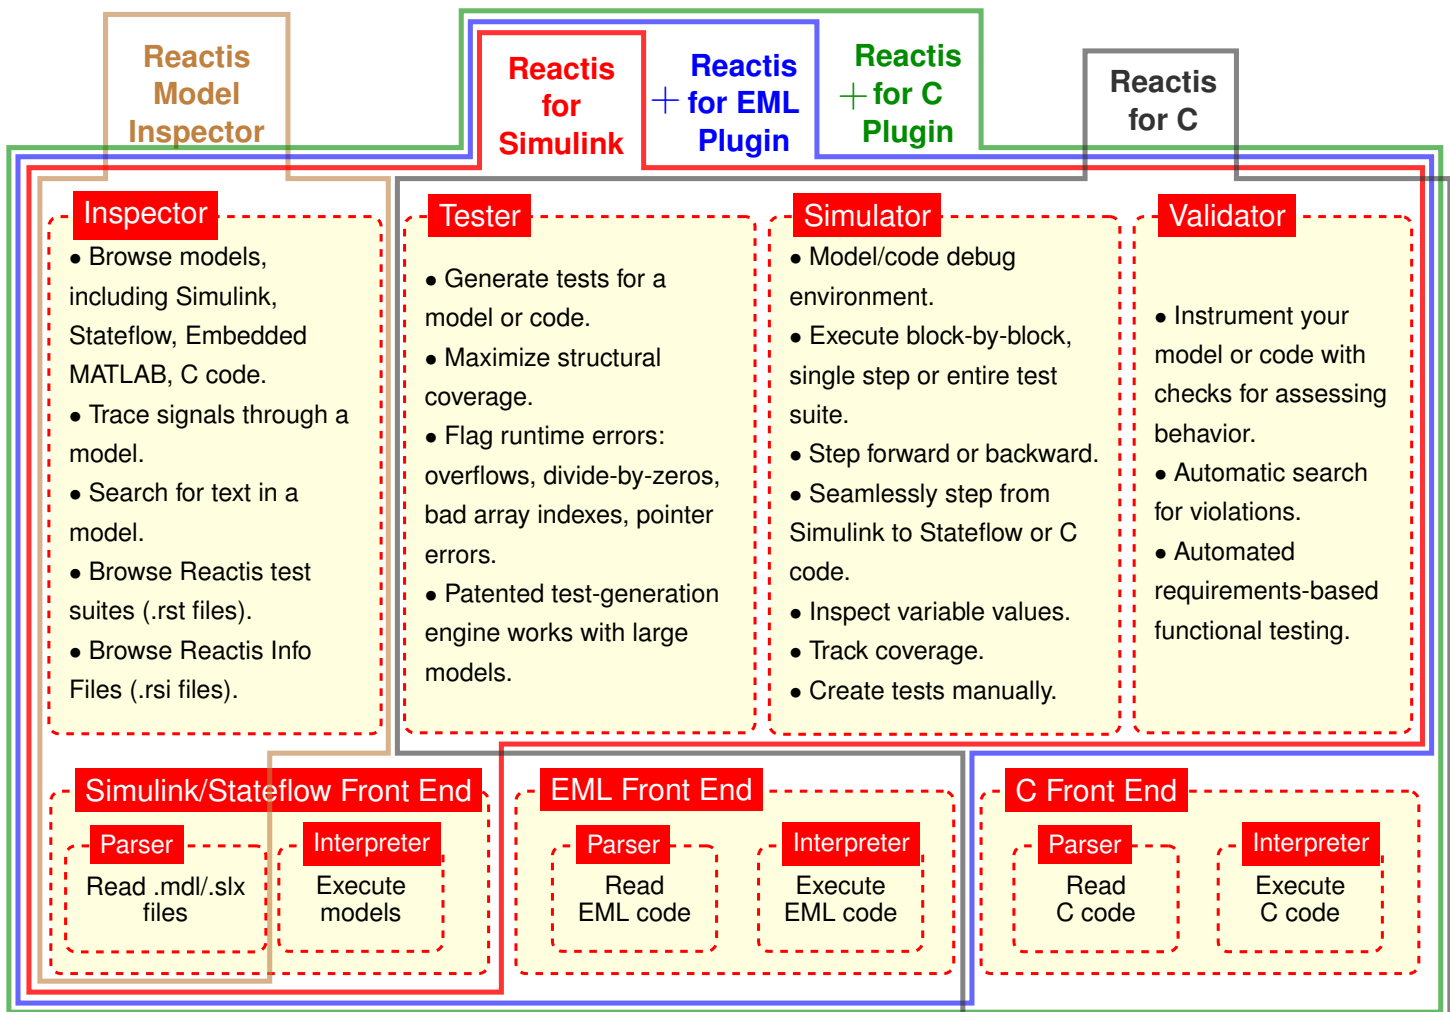 Reactis
Model
Inspector
Reactis
for
Simulink
+
Reactis
for EML
Plugin
+
Reactis
for C
Plugin
Reactis
for C
Inspector
• Browse models,
including Simulink,
Stateflow, Embedded
MATLAB, C code.
• Trace signals through a
model.
• Search for text in a
model.
• Browse Reactis test
suites (.rst files).
• Browse Reactis Info
Files (.rsi files).
Tester
• Generate tests for a
model or code.
• Maximize structural
coverage.
• Flag runtime errors:
overflows, divide-by-zeros,
bad array indexes, pointer
errors.
• Patented test-generation
engine works with large
models.
Simulator
• Model/code debug
environment.
• Execute block-by-block,
single step or entire test
suite.
• Step forward or backward.
• Seamlessly step from
Simulink to Stateflow or C
code.
• Inspect variable values.
• Track coverage.
• Create tests manually.
Validator
• Instrument your
model or code with
checks for assessing
behavior.
• Automatic search
for violations.
• Automated
requirements-based
functional testing.
Simulink/Stateflow Front End
Parser
Read .mdl/.slx
files
Interpreter
Execute
models
EML Front End
Parser
Read
EML code
Interpreter
Execute
EML code
C Front End
Parser
Read
C code
Interpreter
Execute
C code